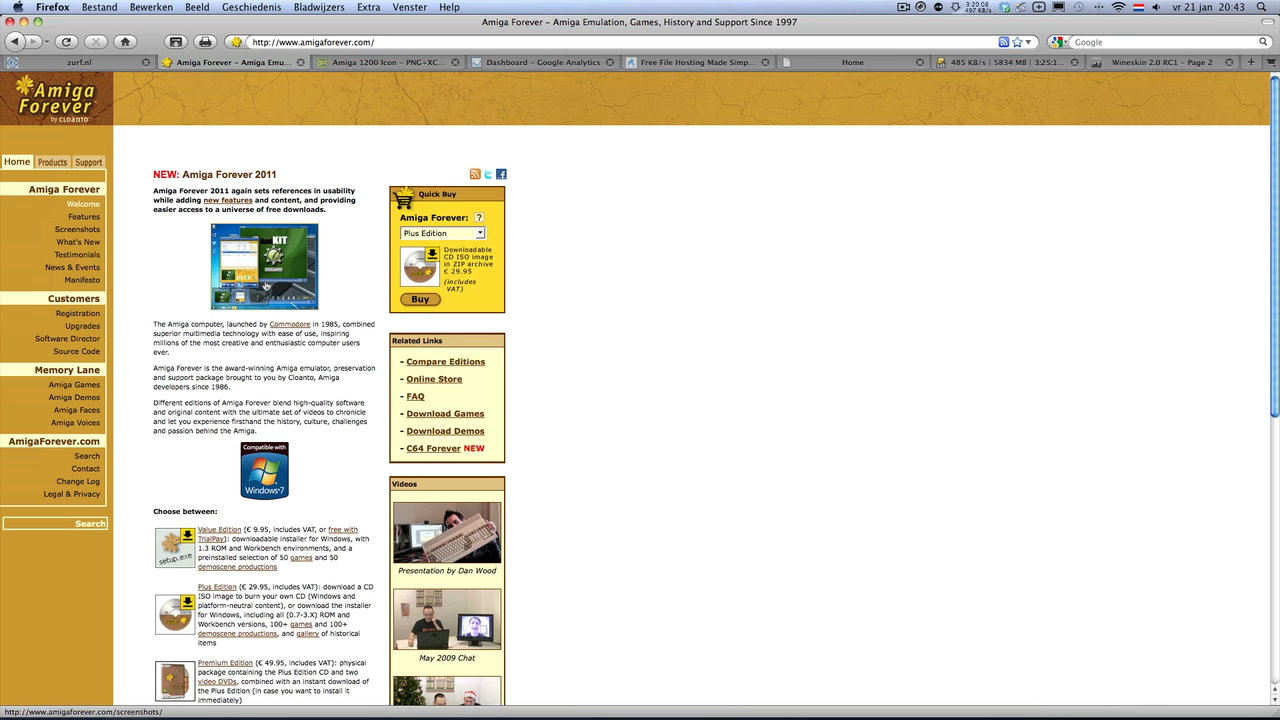 Firefox Bestand Bewerken Beeld Geschiedenis Bladwijzers Extra Venster Help
3:20:08
497 KB/s
vr 21 jan 20:43
Amiga Forever – Amiga Emulation, Games, History and Support Since 1997
http://www.amigaforever.com/
Google
zurf.nl
Amiga Forever – Amiga Emu...
Amiga 1200 Icon – PNG+XC...
Dashboard – Google Analytics
Free File Hosting Made Simp...
Home
485 KB/s | 5834 MB | 3:25:1...
Wineskin 2.0 RC1 – Page 2
Amiga
Forever
by CLOANTO
Home Products Support
Amiga Forever
Welcome
Features
Screenshots
What's New
Testimonials
News & Events
Manifesto
Customers
Registration
Upgrades
Software Director
Source Code
Memory Lane
Amiga Games
Amiga Demos
Amiga Faces
Amiga Voices
AmigaForever.com
Search
Contact
Change Log
Legal & Privacy
Search
NEW: Amiga Forever 2011
Amiga Forever 2011 again sets references in usability
while adding new features and content, and providing
easier access to a universe of free downloads.
KIT
The Amiga computer, launched by Commodore in 1985, combined
superior multimedia technology with ease of use, inspiring
millions of the most creative and enthusiastic computer users
ever.
Amiga Forever is the award-winning Amiga emulator, preservation
and support package brought to you by Cloanto, Amiga
developers since 1986.
Different editions of Amiga Forever blend high-quality software
and original content with the ultimate set of videos to chronicle
and let you experience firsthand the history, culture, challenges
and passion behind the Amiga.
Compatible with
Windows 7
Choose between:
setup.exe
Value Edition (€ 9.95, includes VAT, or free with
TrialPay): downloadable installer for Windows, with
1.3 ROM and Workbench environments, and a
preinstalled selection of 50 games and 50
demoscene productions
Plus Edition (€ 29.95, includes VAT): download a CD
ISO image to burn your own CD (Windows and
platform-neutral content), or download the installer
for Windows, including all (0.7-3.X) ROM and
Workbench versions, 100+ games and 100+
demoscene productions, and gallery of historical
items
Premium Edition (€ 49.95, includes VAT): physical
package containing the Plus Edition CD and two
video DVDs, combined with an instant download of
the Plus Edition (in case you want to install it
immediately)
Quick Buy
Amiga Forever: ?
Plus Edition
Downloadable
CD ISO image
in ZIP archive
€ 29.95
(includes
VAT)
Buy
Related Links
- Compare Editions
- Online Store
- FAQ
- Download Games
- Download Demos
- C64 Forever NEW
Videos
Presentation by Dan Wood
May 2009 Chat
http://www.amigaforever.com/screenshots/